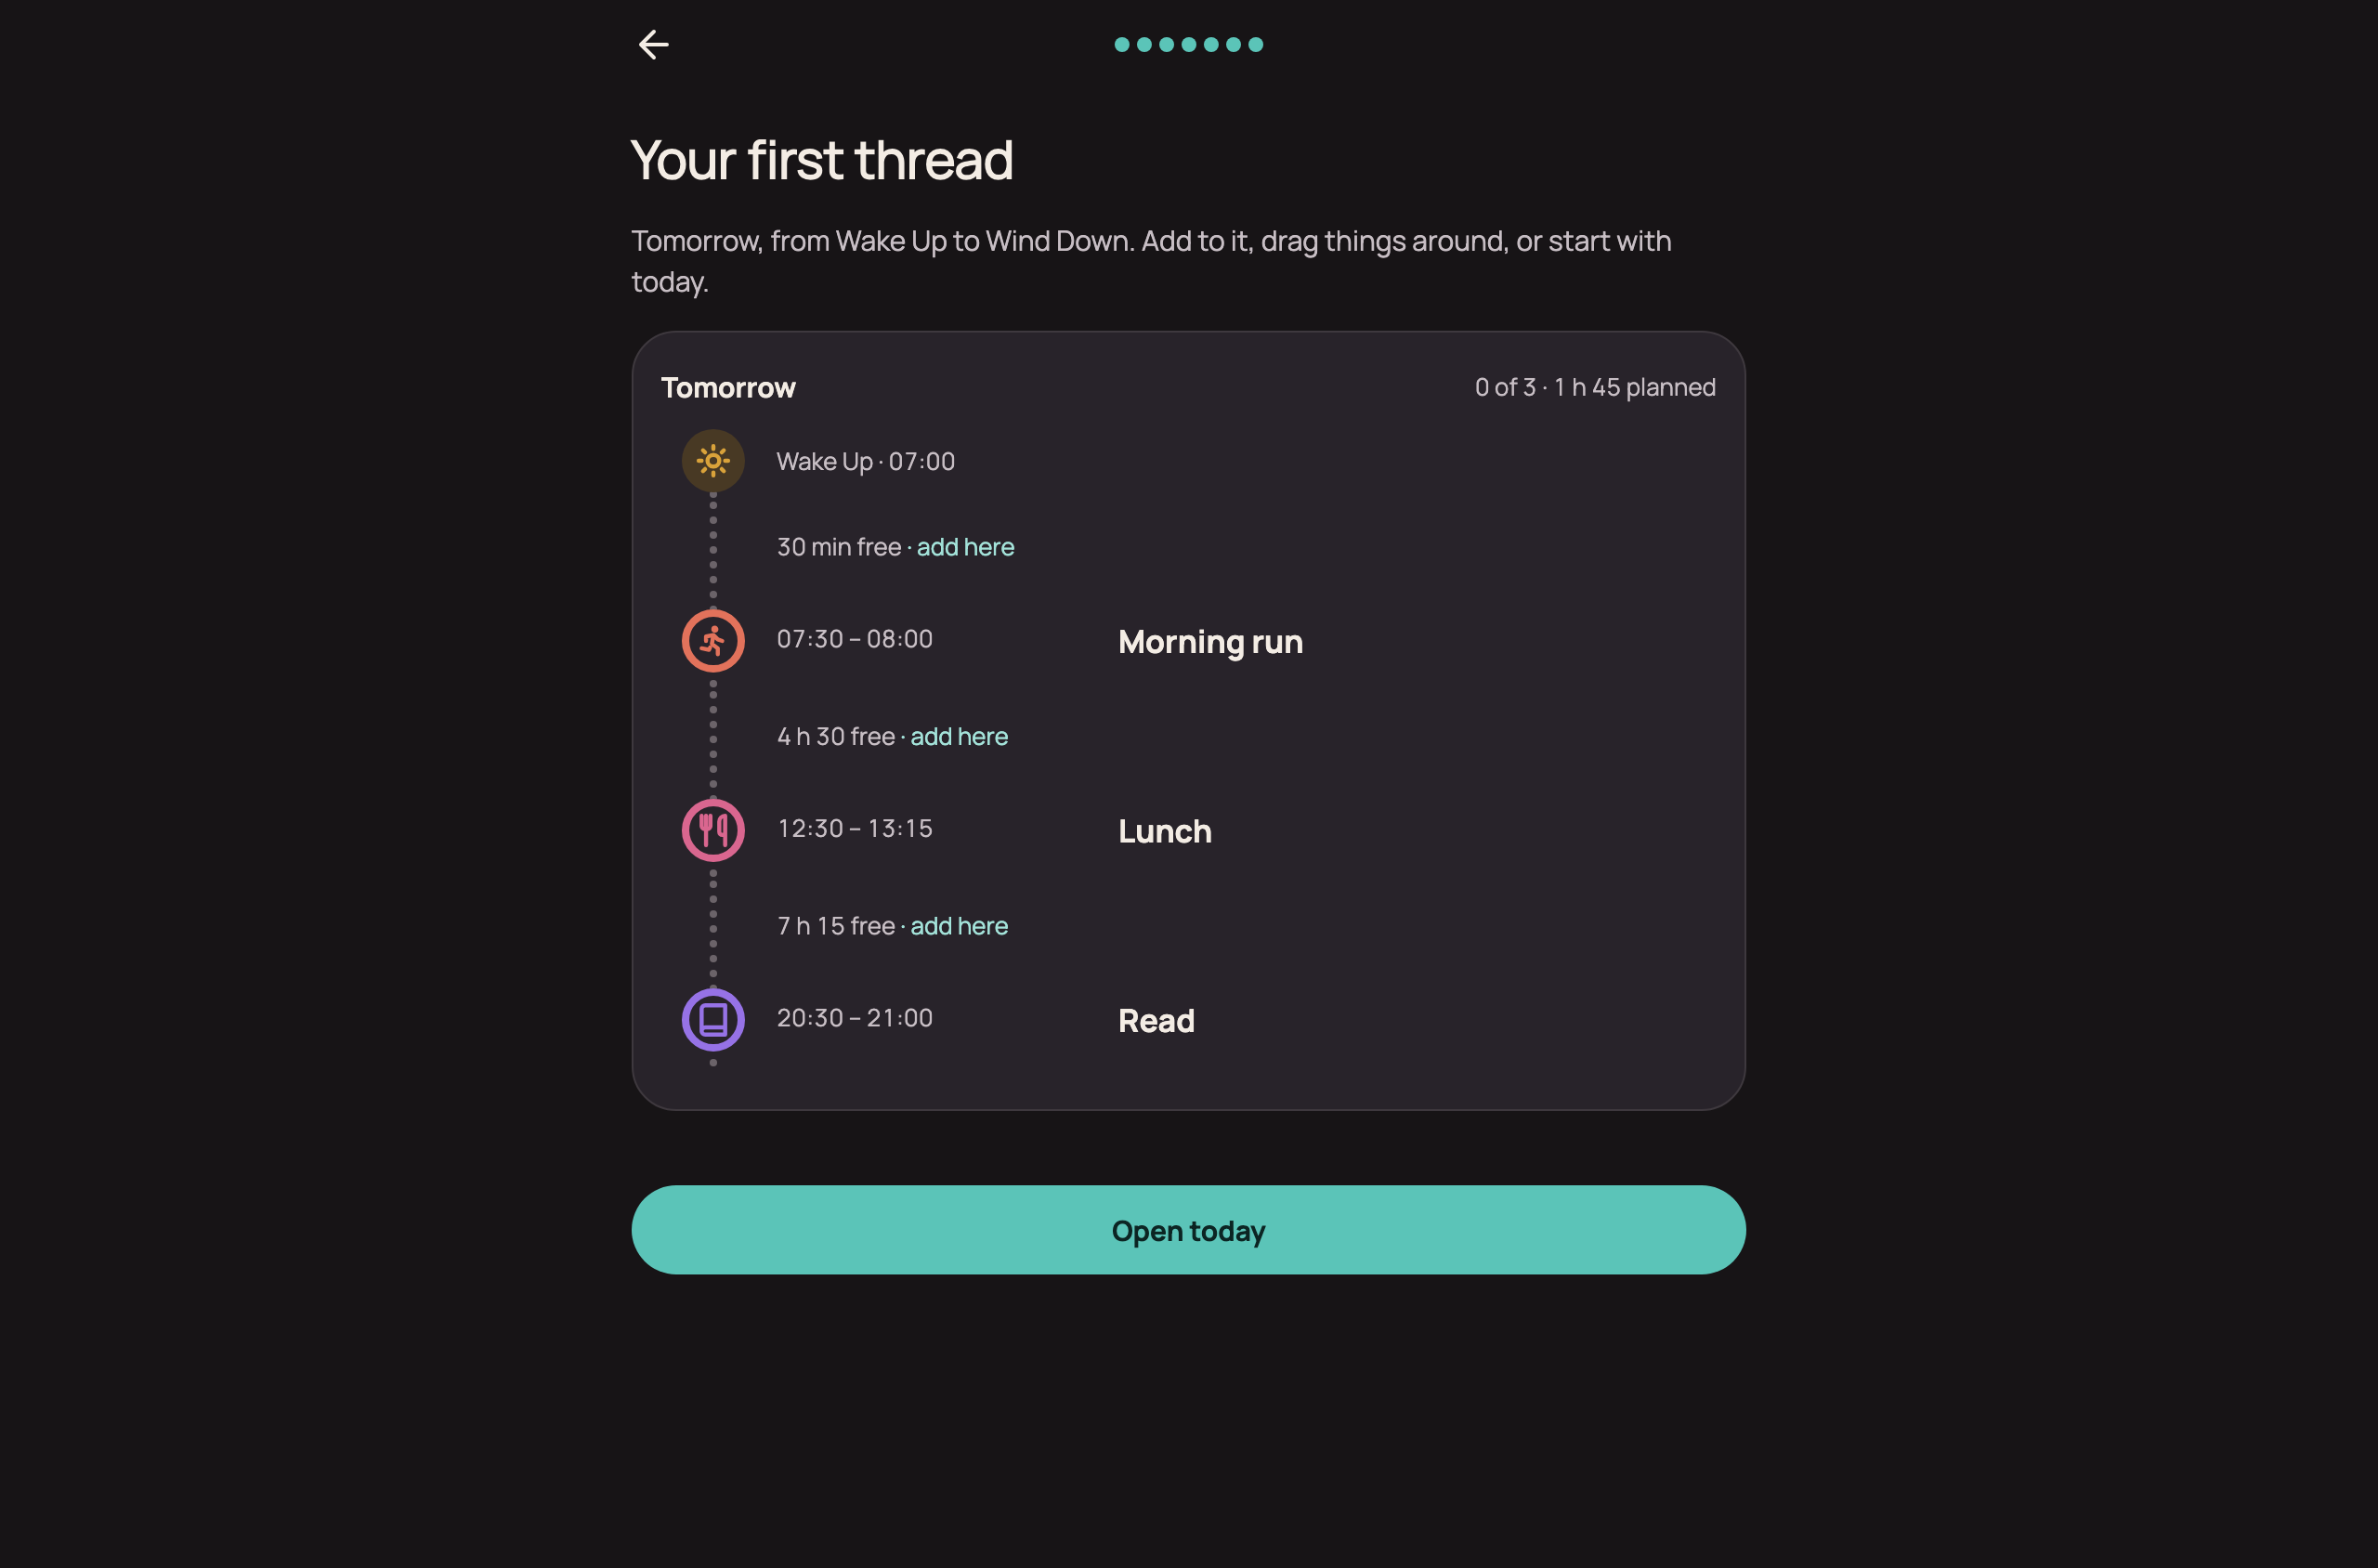 Your first thread
Tomorrow, from Wake Up to Wind Down. Add to it, drag things around, or start with
today.
Tomorrow 0 of 3 · 1 h 45 planned
Wake Up · 07:00
30 min free · add here
07:30 – 08:00 Morning run
4 h 30 free · add here
12:30 – 13:15 Lunch
7 h 15 free · add here
20:30 – 21:00 Read
Open today